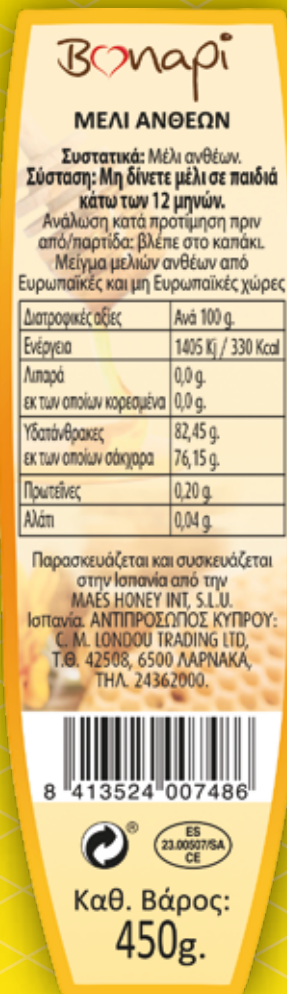 Bonapi
ΜΕΛΙ ΑΝΘΕΩΝ
Συστατικά: Μέλι ανθέων.
Σύσταση: Μη δίνετε μέλι σε παιδιά
κάτω των 12 μηνών.
Ανάλωση κατά προτίμηση πριν
από/παρτίδα: βλέπε στο καπάκι.
Μείγμα μελιών ανθέων από
Ευρωπαϊκές και μη Ευρωπαϊκές χώρες
Διατροφικές αξίες Ανά 100 g.
Ενέργεια 1405 Kj / 330 Kcal
Λιπαρά 0,0 g.
εκ των οποίων κορεσμένα 0,0 g.
Υδατάνθρακες 82,45 g.
εκ των οποίων σάκχαρα 76,15 g.
Πρωτεΐνες 0,20 g.
Αλάτι 0,04 g.
Παρασκευάζεται και συσκευάζεται
στην Ισπανία από την
MAES HONEY INT, S.L.U.
Ισπανία. ΑΝΤΙΠΡΟΣΩΠΟΣ ΚΥΠΡΟΥ:
C. M. LONDOU TRADING LTD,
Τ.Θ. 42508, 6500 ΛΑΡΝΑΚΑ,
ΤΗΛ. 24362000.
8 413524 007486
®
ES
23.00507/SA
CE
Καθ. Βάρος:
450g.